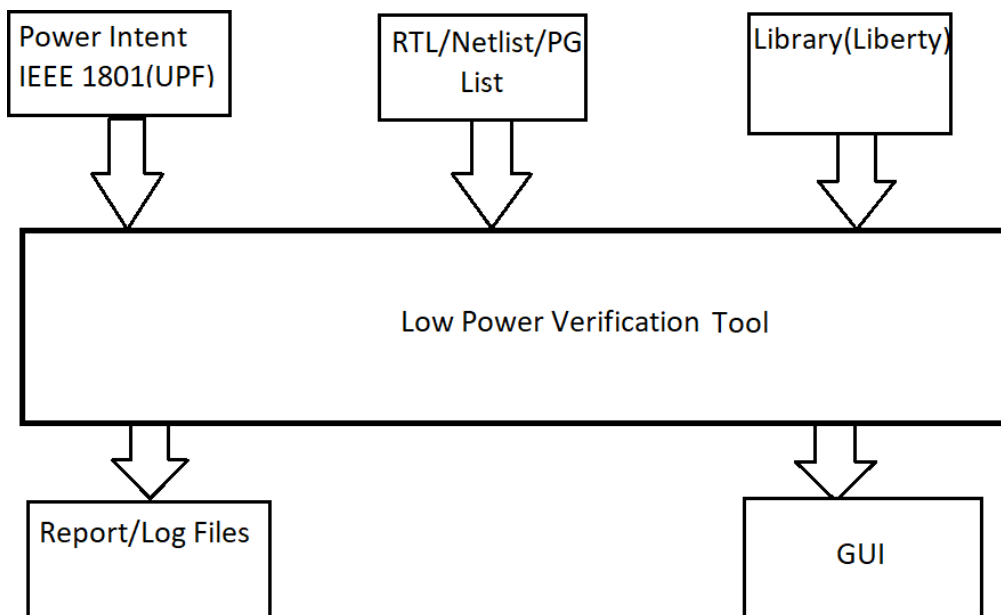 Power Intent
IEEE 1801(UPF)
RTL/Netlist/PG
List
Library(Liberty)
Low Power Verification Tool
Report/Log Files
GUI